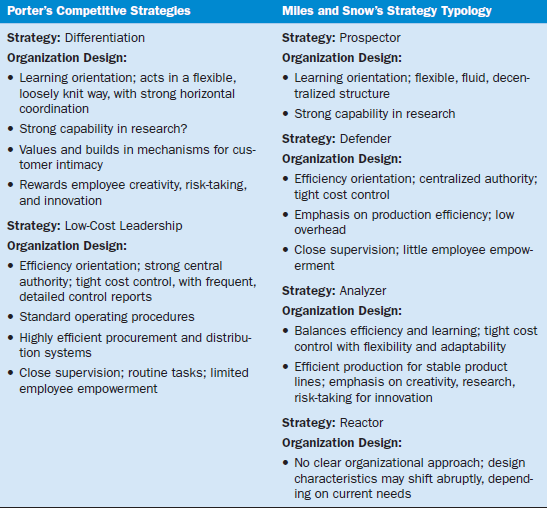 Porter's Competitive Strategies
Strategy: Differentiation
Organization Design:
• Learning orientation; acts in a flexible,
loosely knit way, with strong horizontal
coordination
• Strong capability in research?
• Values and builds in mechanisms for cus-
tomer intimacy
• Rewards employee creativity, risk-taking,
and innovation
Strategy: Low-Cost Leadership
Organization Design:
• Efficiency orientation; strong central
authority; tight cost control, with frequent,
detailed control reports
• Standard operating procedures
• Highly efficient procurement and distribu-
tion systems
• Close supervision; routine tasks; limited
employee empowerment
Miles and Snow's Strategy Typology
Strategy: Prospector
Organization Design:
• Learning orientation; flexible, fluid, decen-
tralized structure
• Strong capability in research
Strategy: Defender
Organization Design:
• Efficiency orientation; centralized authority;
tight cost control
• Emphasis on production efficiency; low
overhead
• Close supervision; little employee empow-
erment
Strategy: Analyzer
Organization Design:
• Balances efficiency and learning; tight cost
control with flexibility and adaptability
• Efficient production for stable product
lines; emphasis on creativity, research,
risk-taking for innovation
Strategy: Reactor
Organization Design:
• No clear organizational approach; design
characteristics may shift abruptly, depend-
ing on current needs